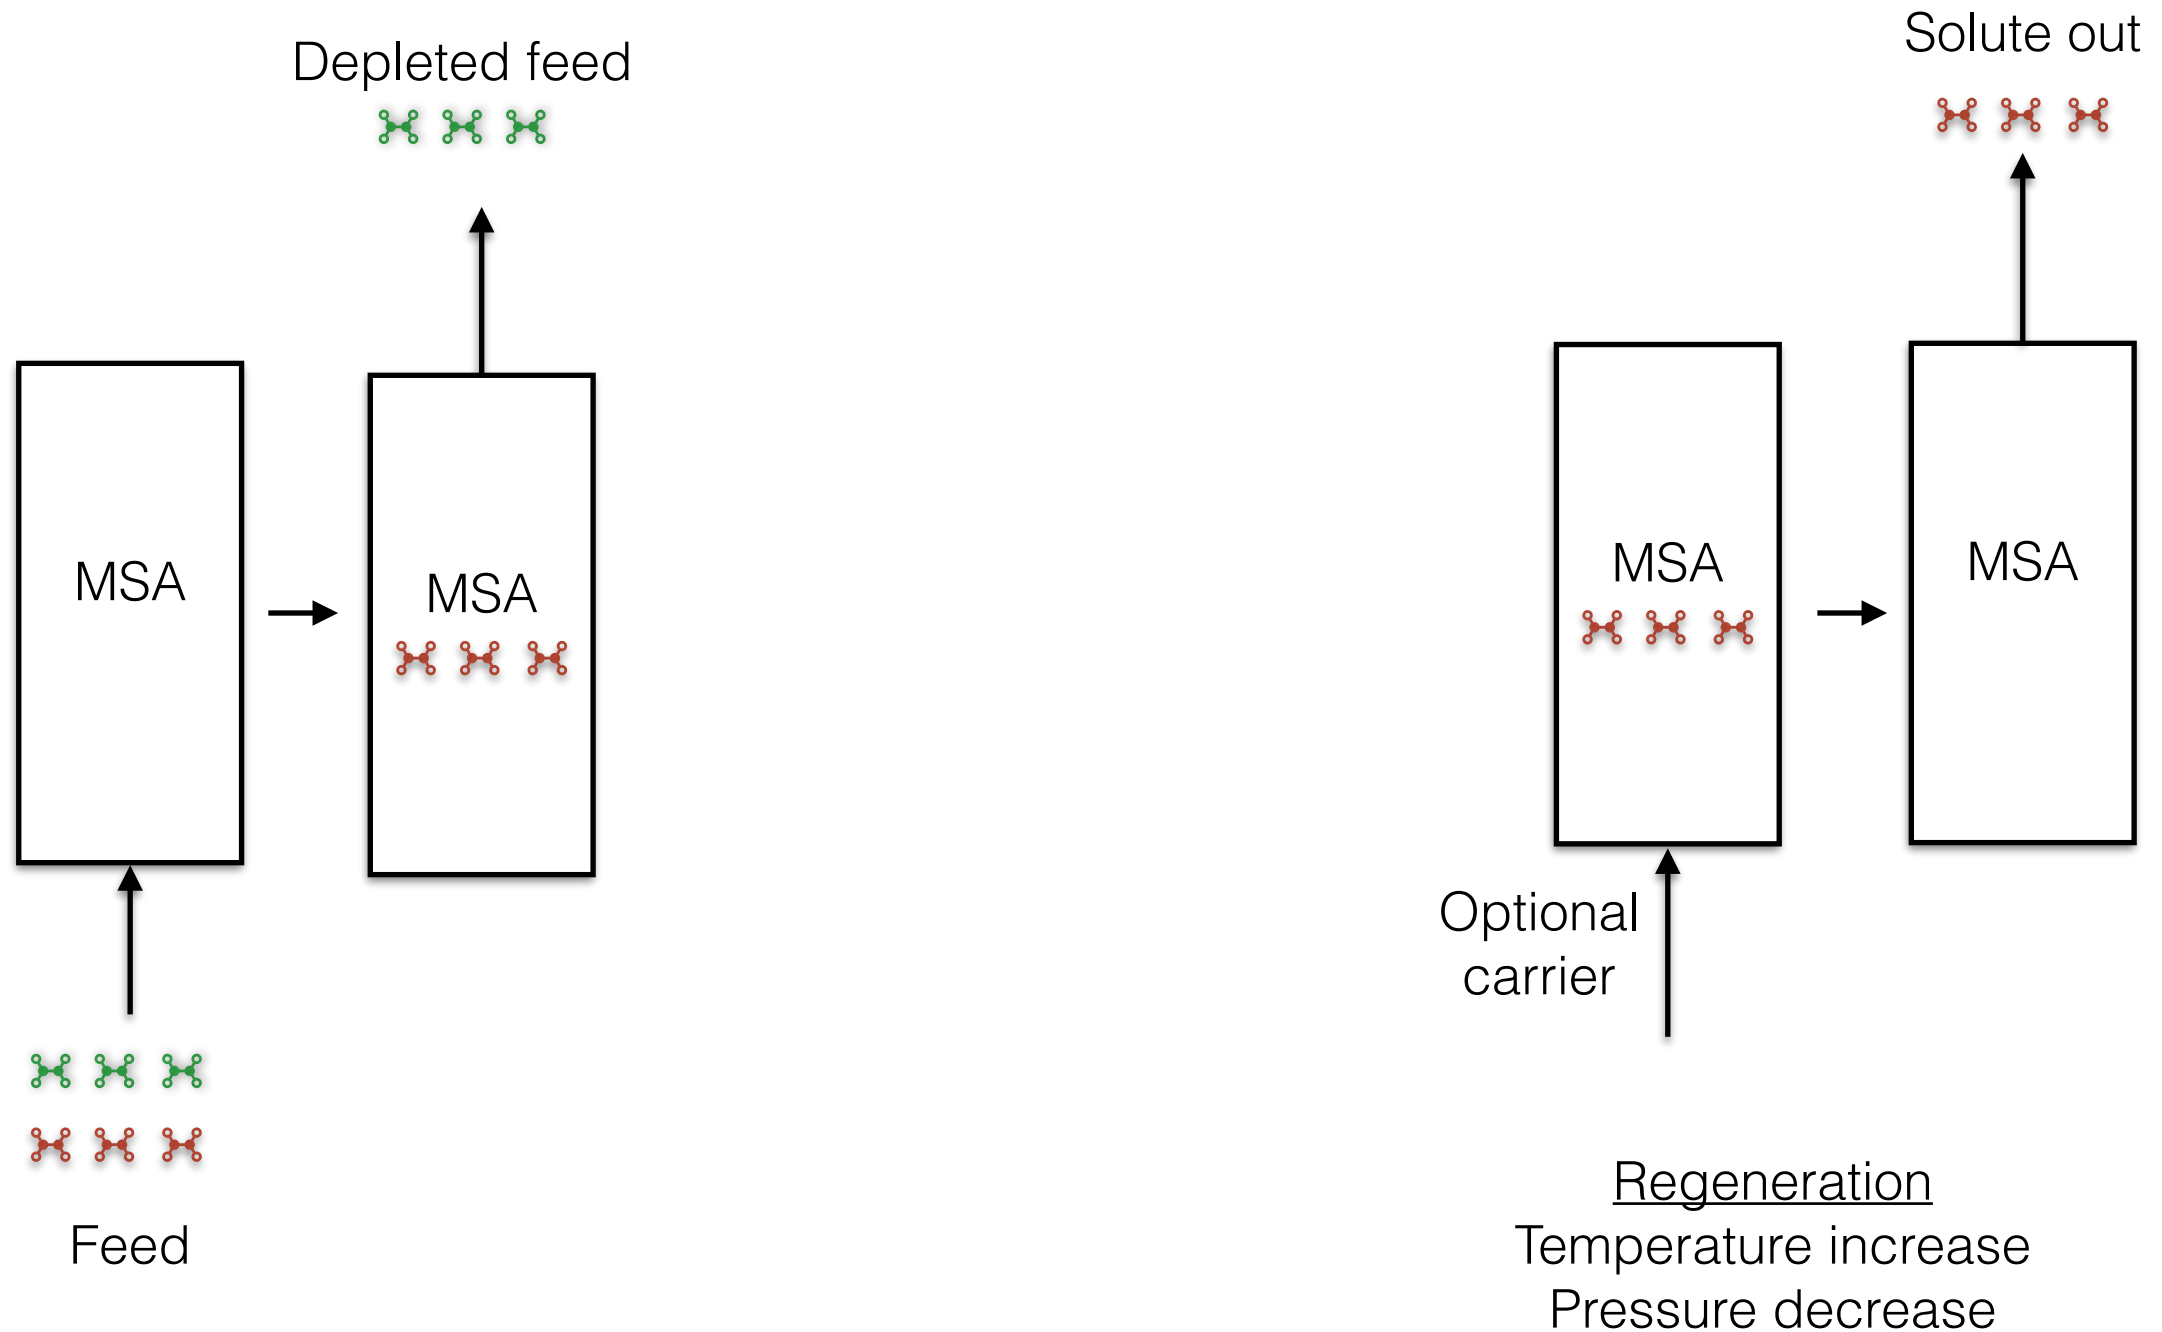 Depleted feed
MSA
MSA
Feed
Solute out
MSA
MSA
Optional
carrier
Regeneration
Temperature increase
Pressure decrease